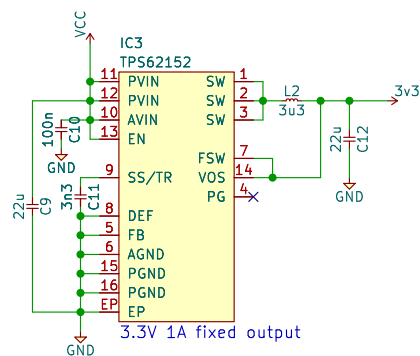 VCC
IC3
TPS62152
11 PVIN SW 1
12 PVIN SW 2
10 AVIN SW 3
13 EN
L2
3u3
3v3
100n
C10
GND
22u
C12
GND
FSW 7
9 SS/TR VOS 14
PG 4
3n3
C11
22u
C9
8 DEF
5 FB
6 AGND
15 PGND
16 PGND
EP EP
GND
3.3V 1A fixed output